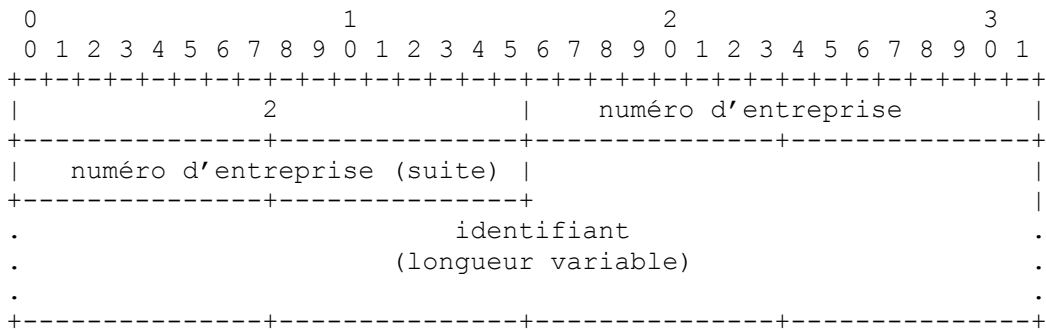 0 1 2 3
0 1 2 3 4 5 6 7 8 9 0 1 2 3 4 5 6 7 8 9 0 1 2 3 4 5 6 7 8 9 0 1
+-+-+-+-+-+-+-+-+-+-+-+-+-+-+-+-+-+-+-+-+-+-+-+-+-+-+-+-+-+-+-+-+
| 2 | numéro d’entreprise |
+---------------+---------------+---------------+---------------+
| numéro d’entreprise (suite) | |
+---------------+---------------+ |
. identifiant .
. (longueur variable) .
. .
+---------------+---------------+---------------+---------------+